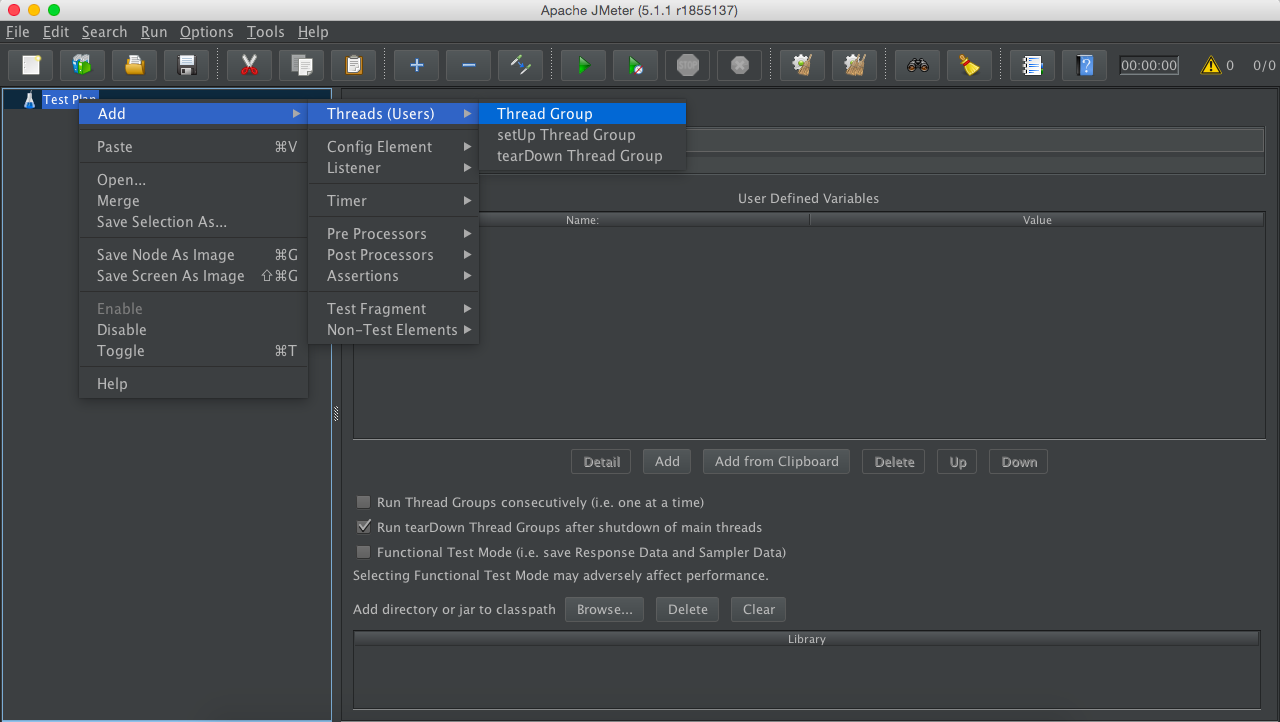 Apache JMeter (5.1.1 r1855137)
File Edit Search Run Options Tools Help
STOP
00:00:00 0 0/0
Test Plan
Add
Paste ⌘V
Open...
Merge
Save Selection As...
Save Node As Image ⌘G
Save Screen As Image ⇧⌘G
Enable
Disable
Toggle ⌘T
Help
Threads (Users)
Config Element
Listener
Timer
Pre Processors
Post Processors
Assertions
Test Fragment
Non-Test Elements
Thread Group
setUp Thread Group
tearDown Thread Group
User Defined Variables
Name: Value
Detail Add Add from Clipboard Delete Up Down
Run Thread Groups consecutively (i.e. one at a time)
Run tearDown Thread Groups after shutdown of main threads
Functional Test Mode (i.e. save Response Data and Sampler Data)
Selecting Functional Test Mode may adversely affect performance.
Add directory or jar to classpath Browse... Delete Clear
Library